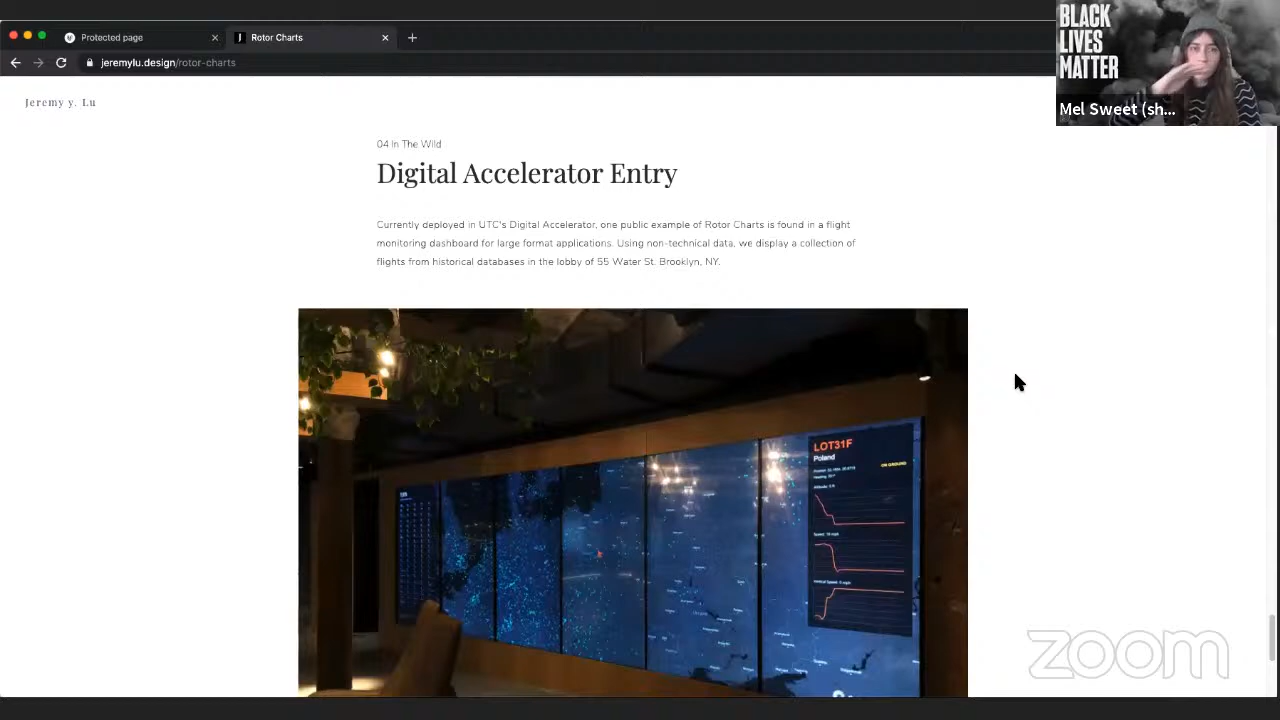 Protected page
Rotor Charts
jeremylu.design/rotor-charts
BLACK
LIVES
MATTER
Mel Sweet (sh...
Jeremy y. Lu
04 In The Wild
Digital Accelerator Entry
Currently deployed in UTC's Digital Accelerator, one public example of Rotor Charts is found in a flight
monitoring dashboard for large format applications. Using non-technical data, we display a collection of
flights from historical databases in the lobby of 55 Water St. Brooklyn, NY.
LOT31F
Poland
ON GROUND
zoom